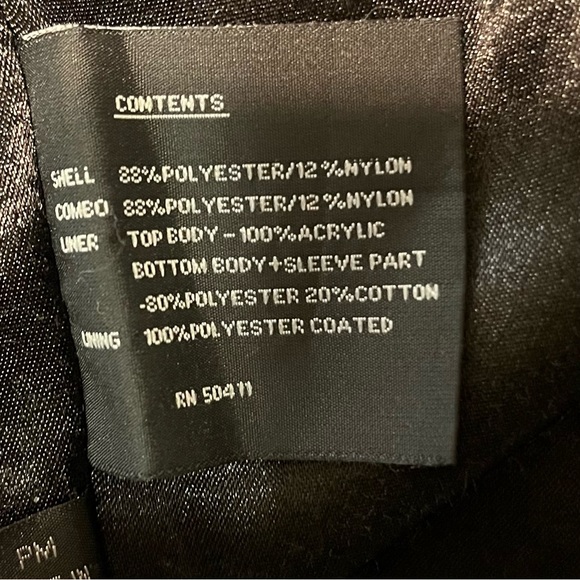 CONTENTS
SHELL 88%POLYESTER/12%NYLON
COMBO 88%POLYESTER/12%NYLON
LINER TOP BODY-100%ACRYLIC
BOTTOM BODY+SLEEVE PART
-80%POLYESTER 20%COTTON
LINING 100%POLYESTER COATED
RN 50411
PM